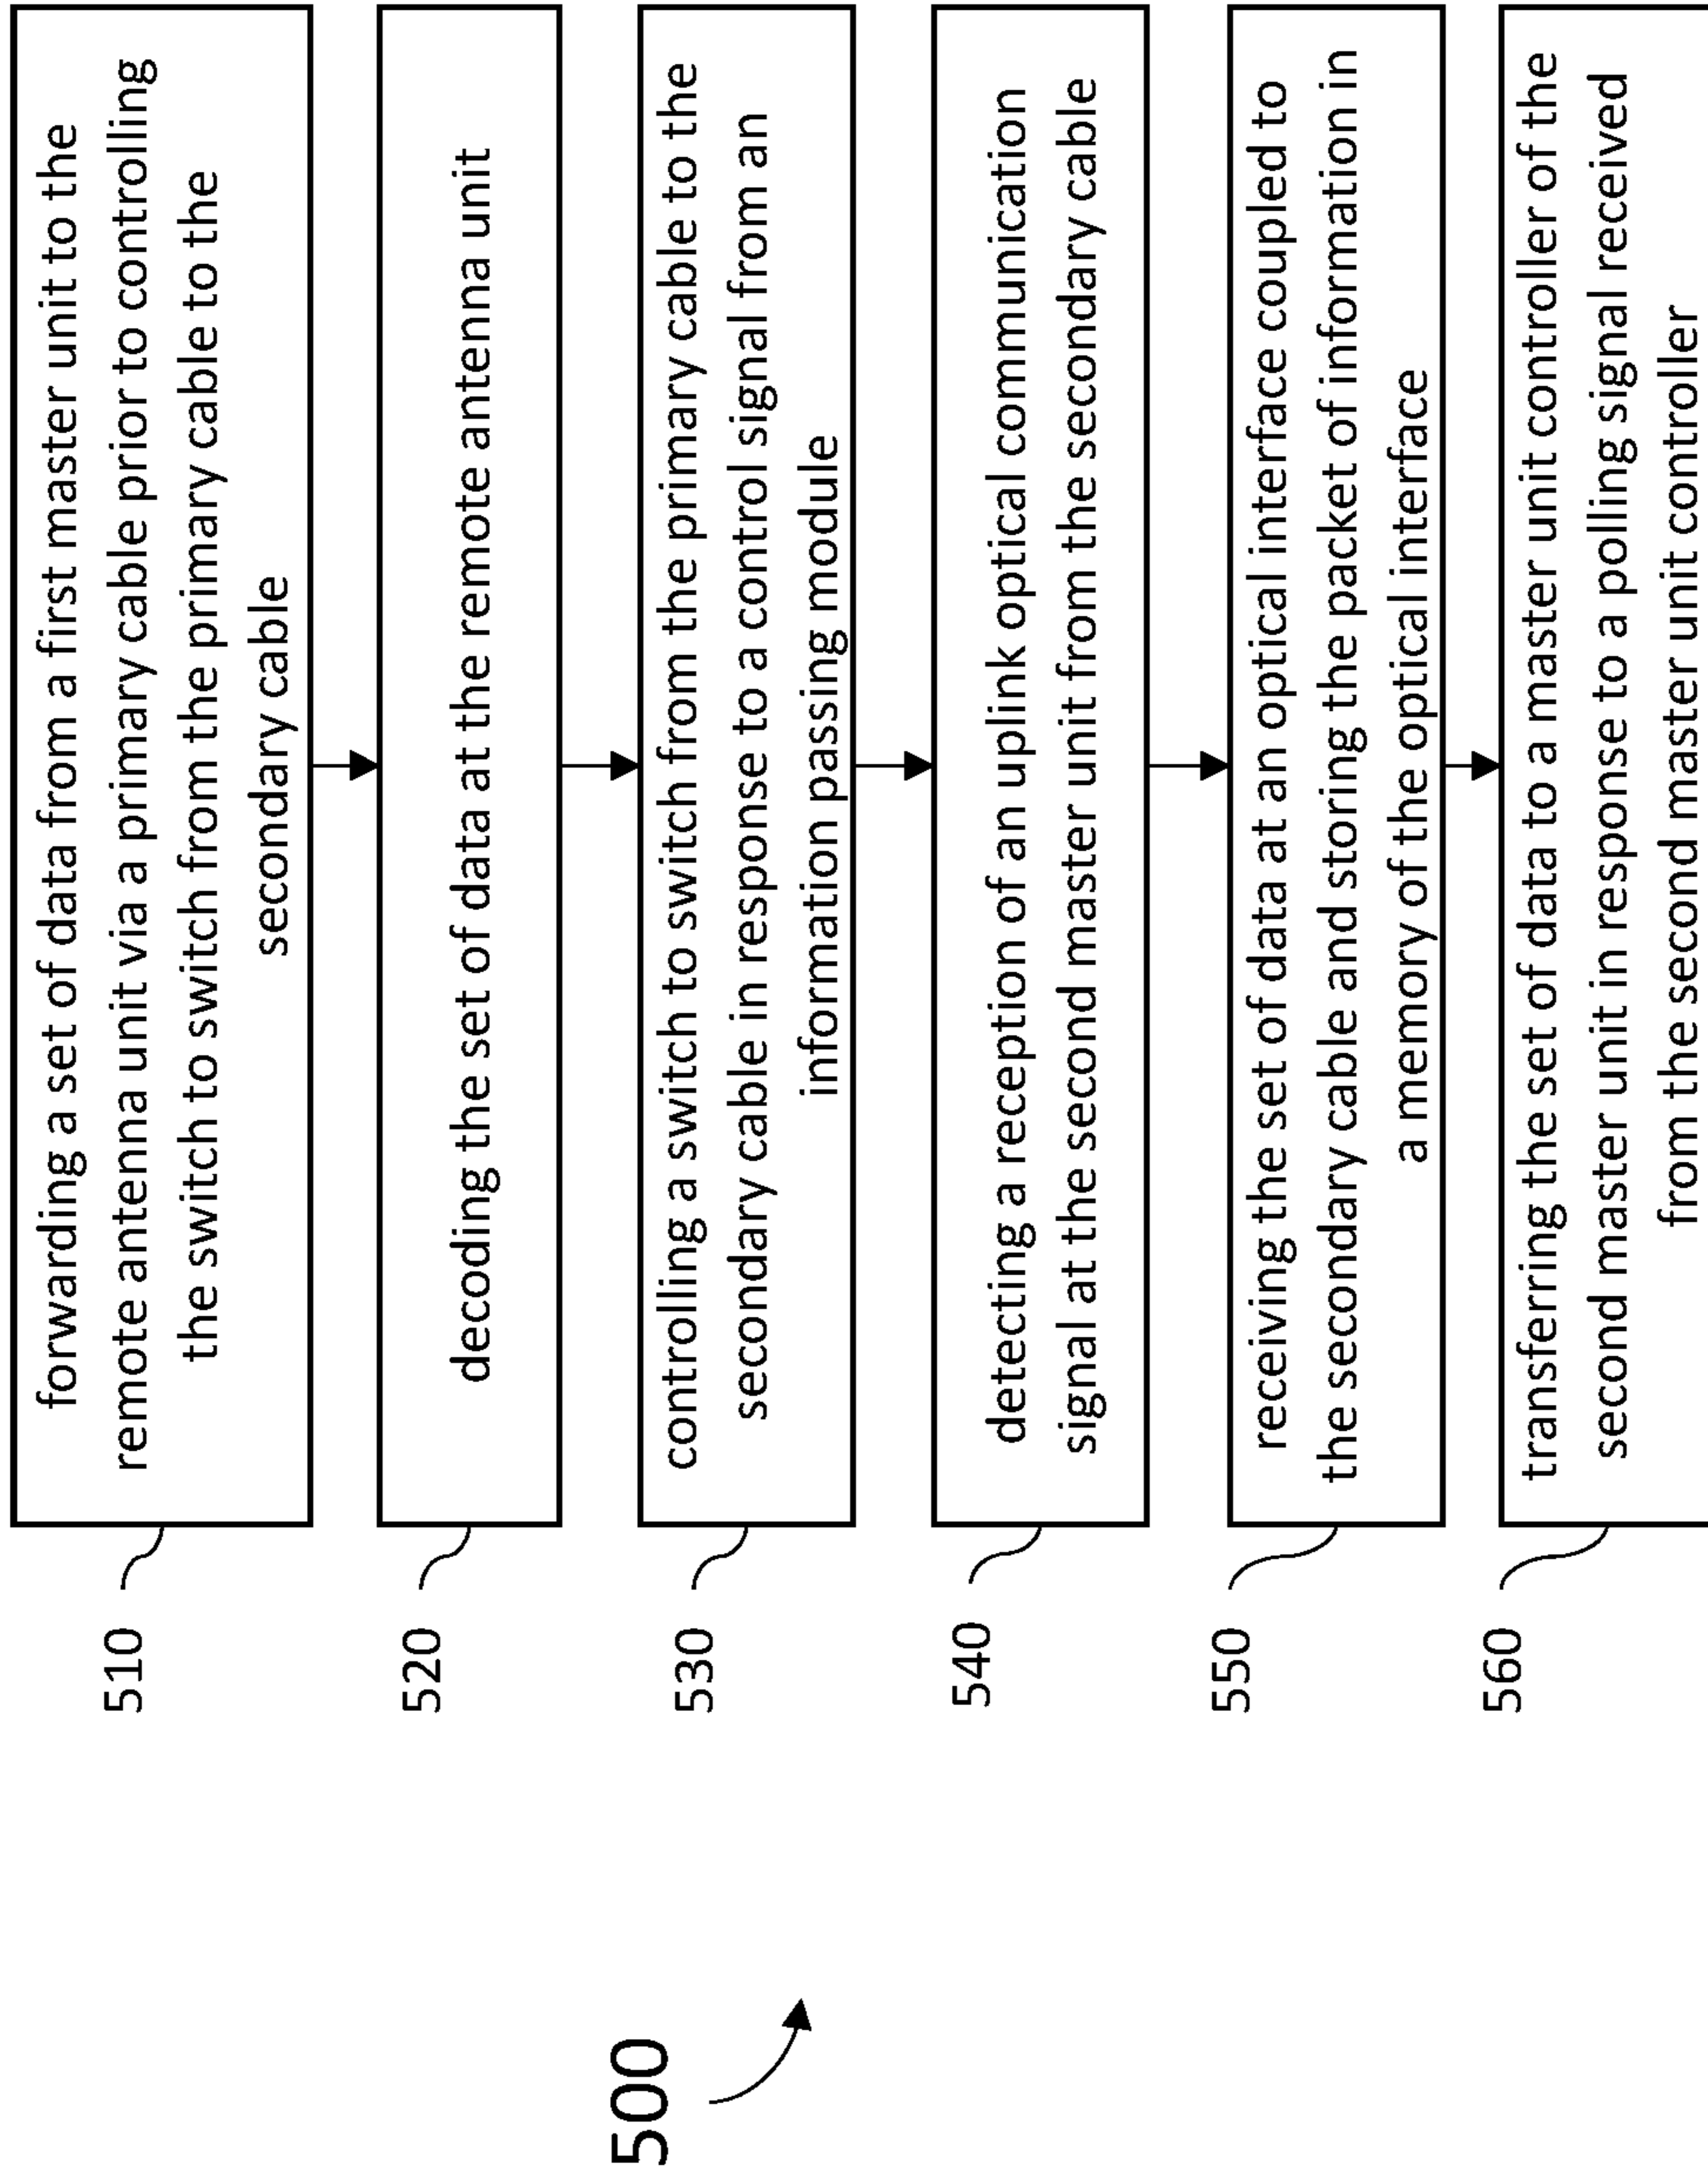 500
510
forwarding a set of data from a first master unit to the
remote antenna unit via a primary cable prior to controlling
the switch to switch from the primary cable to the
secondary cable
520
decoding the set of data at the remote antenna unit
530
controlling a switch to switch from the primary cable to the
secondary cable in response to a control signal from an
information passing module
540
detecting a reception of an uplink optical communication
signal at the second master unit from the secondary cable
550
receiving the set of data at an optical interface coupled to
the secondary cable and storing the packet of information in
a memory of the optical interface
560
transferring the set of data to a master unit controller of the
second master unit in response to a polling signal received
from the second master unit controller